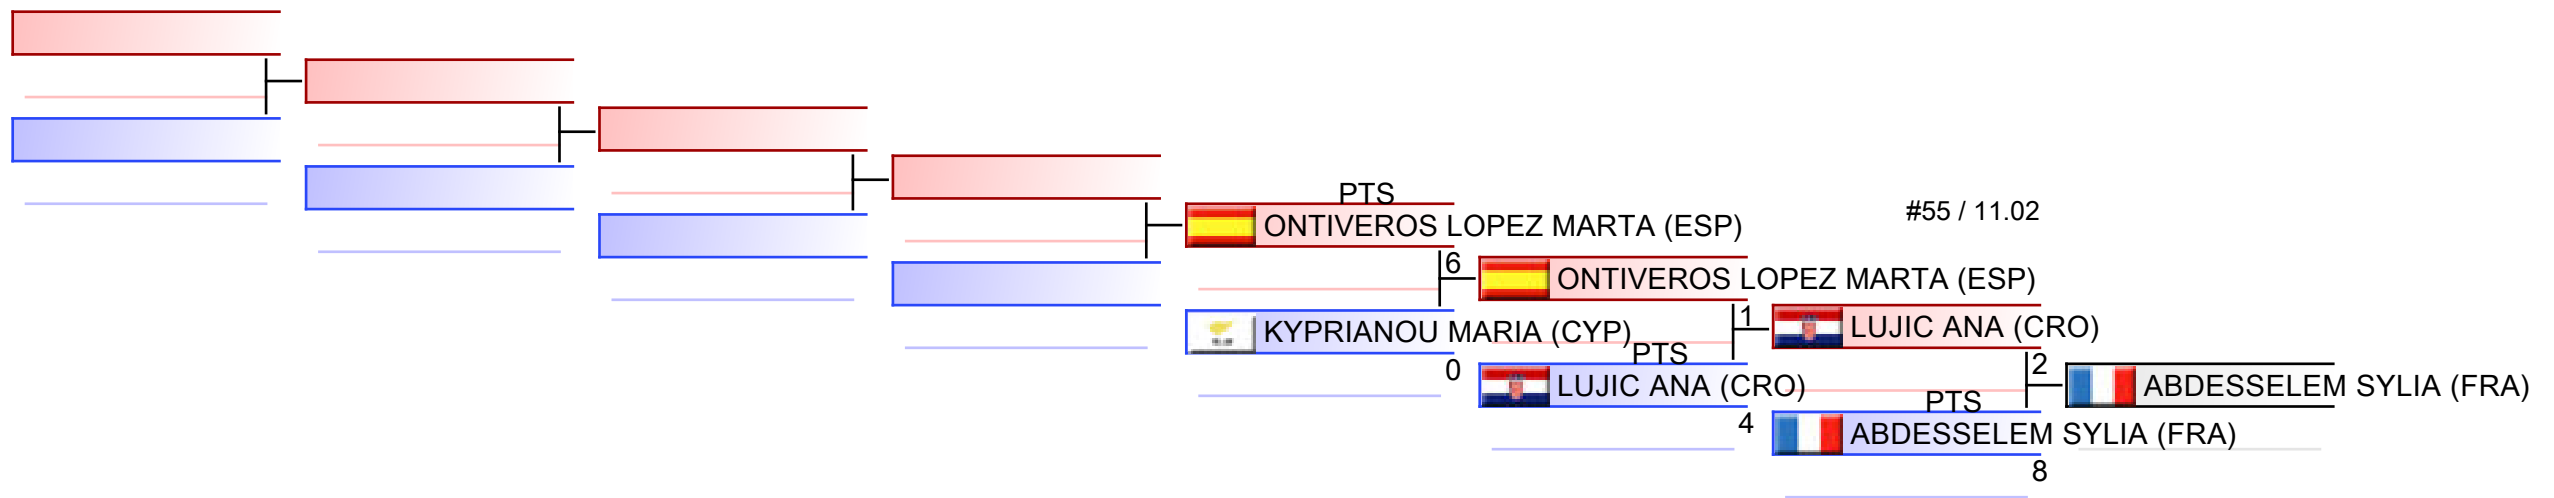 PTS
ONTIVEROS LOPEZ MARTA (ESP)
#55 / 11.02
6
ONTIVEROS LOPEZ MARTA (ESP)
KYPRIANOU MARIA (CYP)
0
1
LUJIC ANA (CRO)
PTS
LUJIC ANA (CRO)
4
2
ABDESSELEM SYLIA (FRA)
PTS
ABDESSELEM SYLIA (FRA)
8